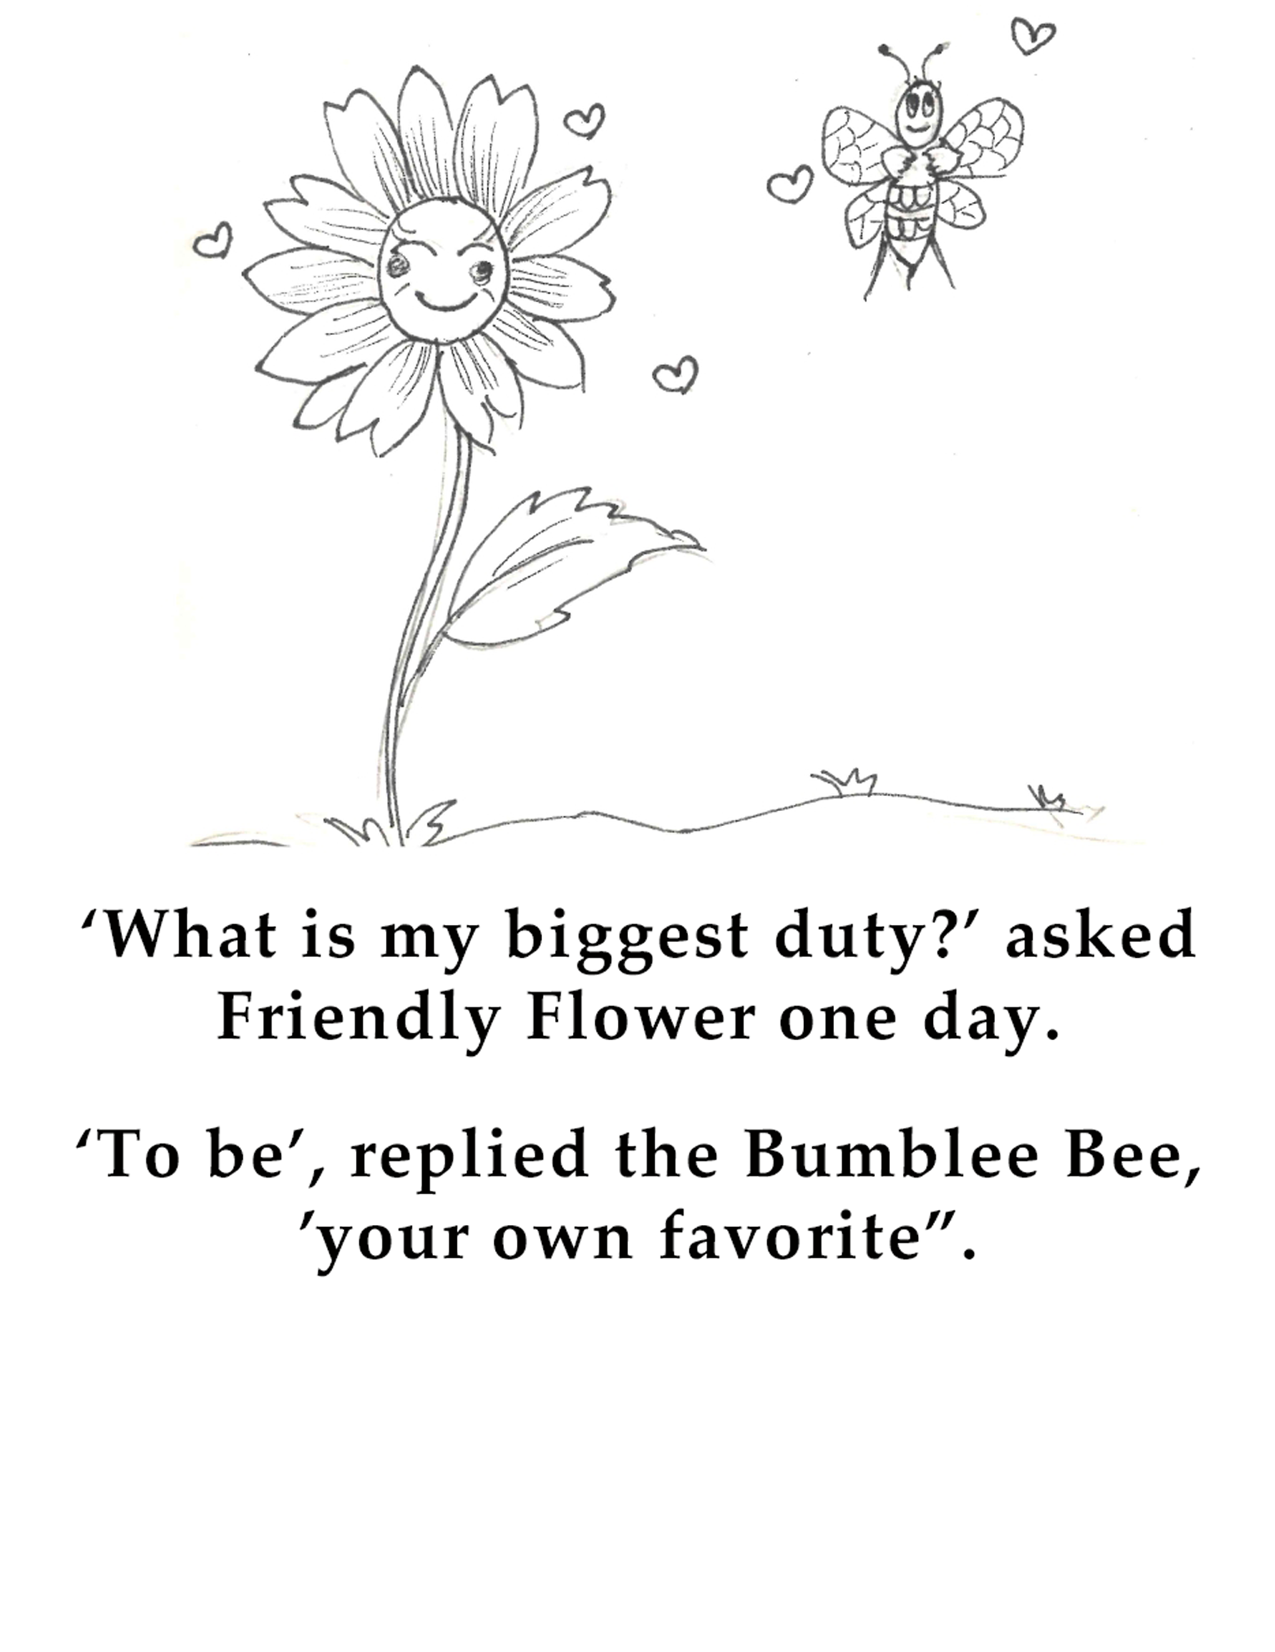 ‘What is my biggest duty?’ asked
Friendly Flower one day.
‘To be’, replied the Bumblee Bee,
’your own favorite”.